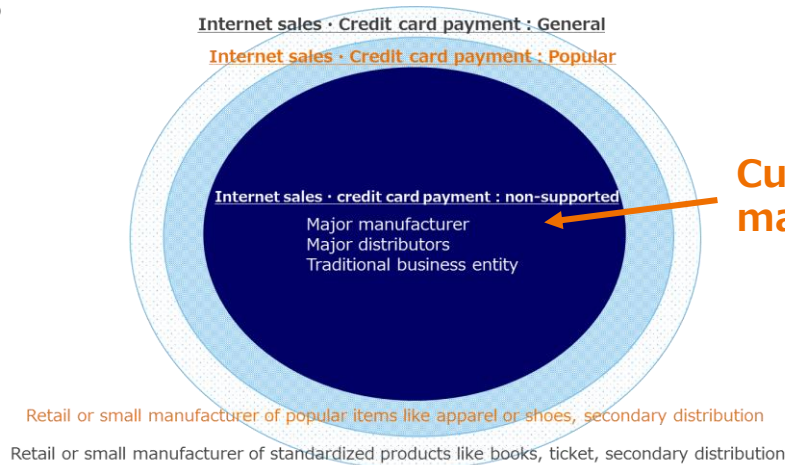 Internet sales・Credit card payment : General
Internet sales・Credit card payment : Popular
Internet sales・credit card payment : non-supported
Major manufacturer
Major distributors
Traditional business entity
Retail or small manufacturer of popular items like apparel or shoes, secondary distribution
Retail or small manufacturer of standardized products like books, ticket, secondary distribution